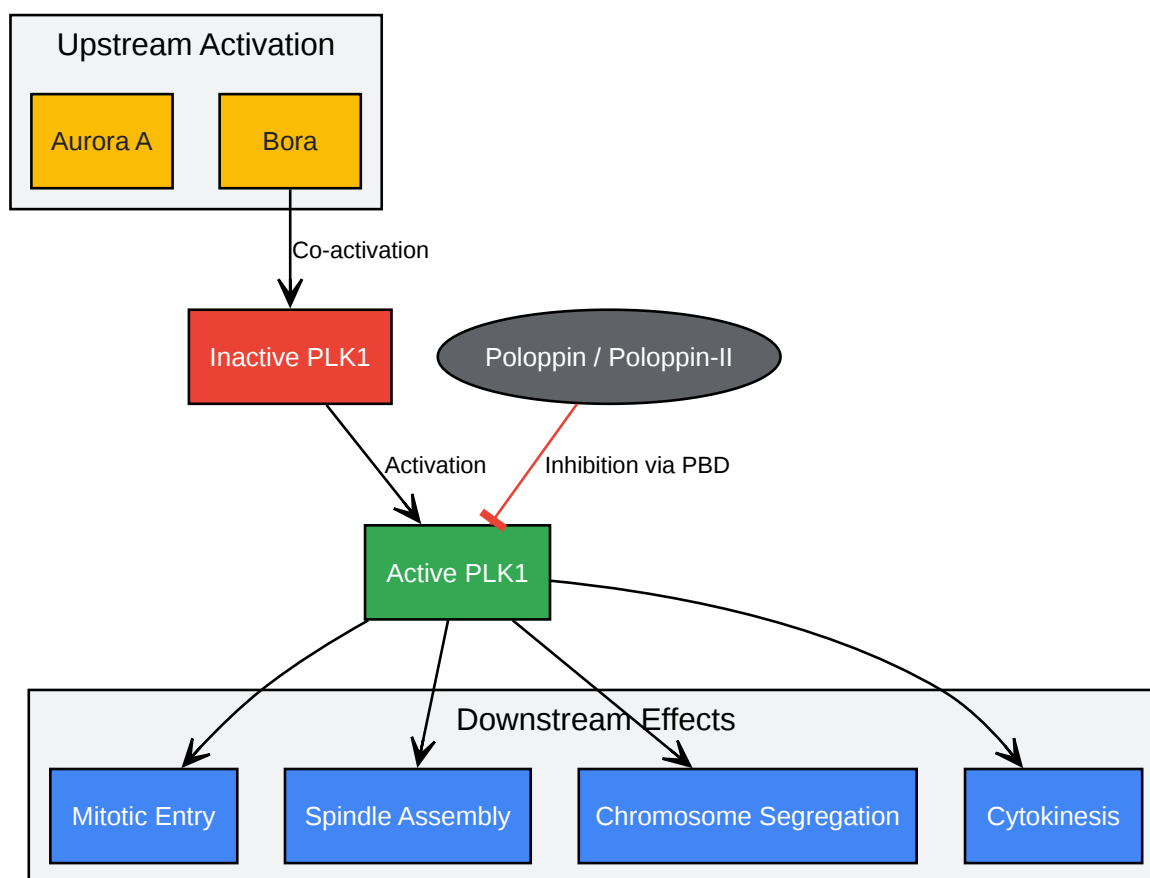 Upstream Activation
Aurora A
Bora
Co-activation
Inactive PLK1
Poloppin / Poloppin-II
Activation
Inhibition via PBD
Active PLK1
Downstream Effects
Mitotic Entry
Spindle Assembly
Chromosome Segregation
Cytokinesis